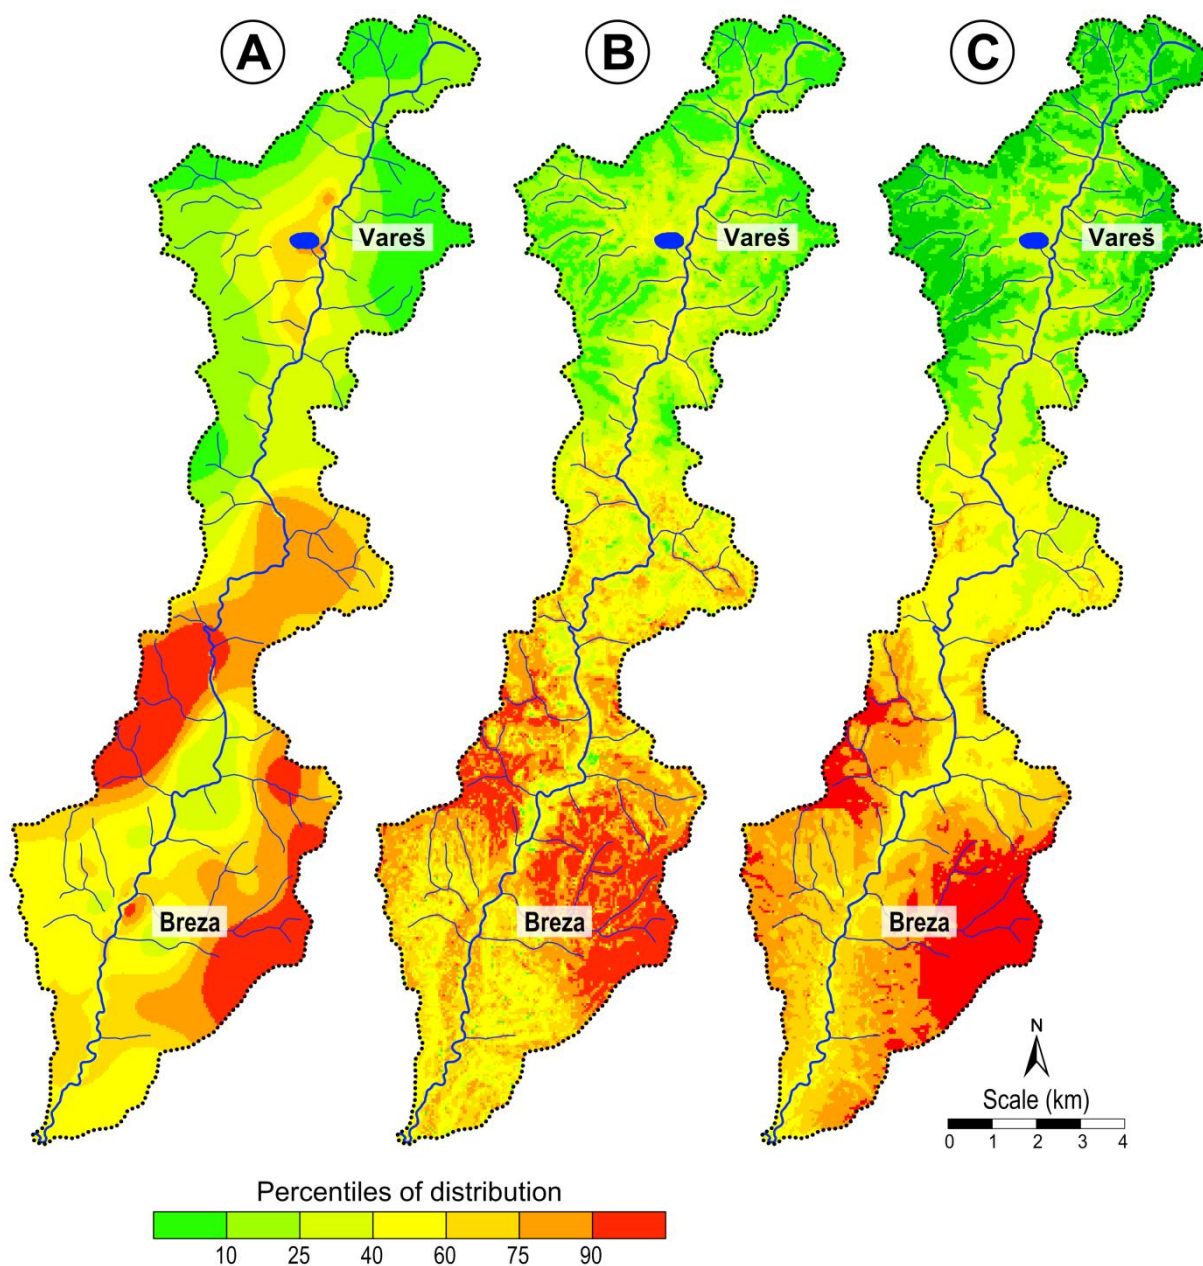 A B C
Vareš Vareš Vareš
Breza Breza Breza
N
Scale (km)
0 1 2 3 4
Percentiles of distribution
10 25 40 60 75 90